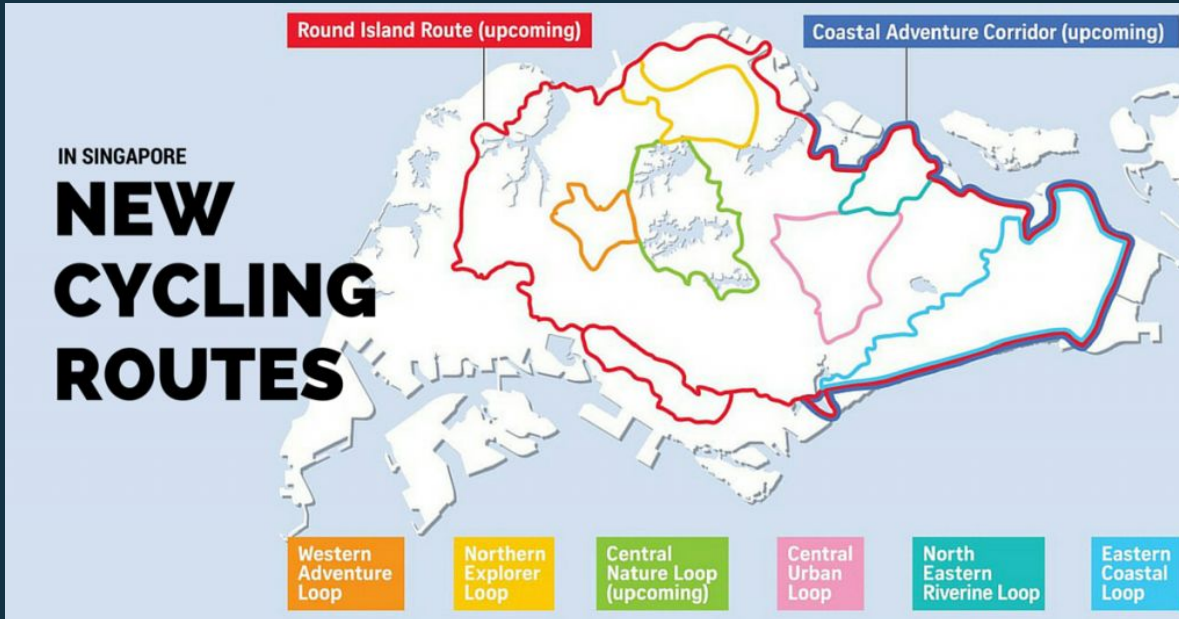 Round Island Route (upcoming)
Coastal Adventure Corridor (upcoming)
IN SINGAPORE
NEW
CYCLING
ROUTES
Western
Adventure
Loop
Northern
Explorer
Loop
Central
Nature Loop
(upcoming)
Central
Urban
Loop
North
Eastern
Riverine Loop
Eastern
Coastal
Loop